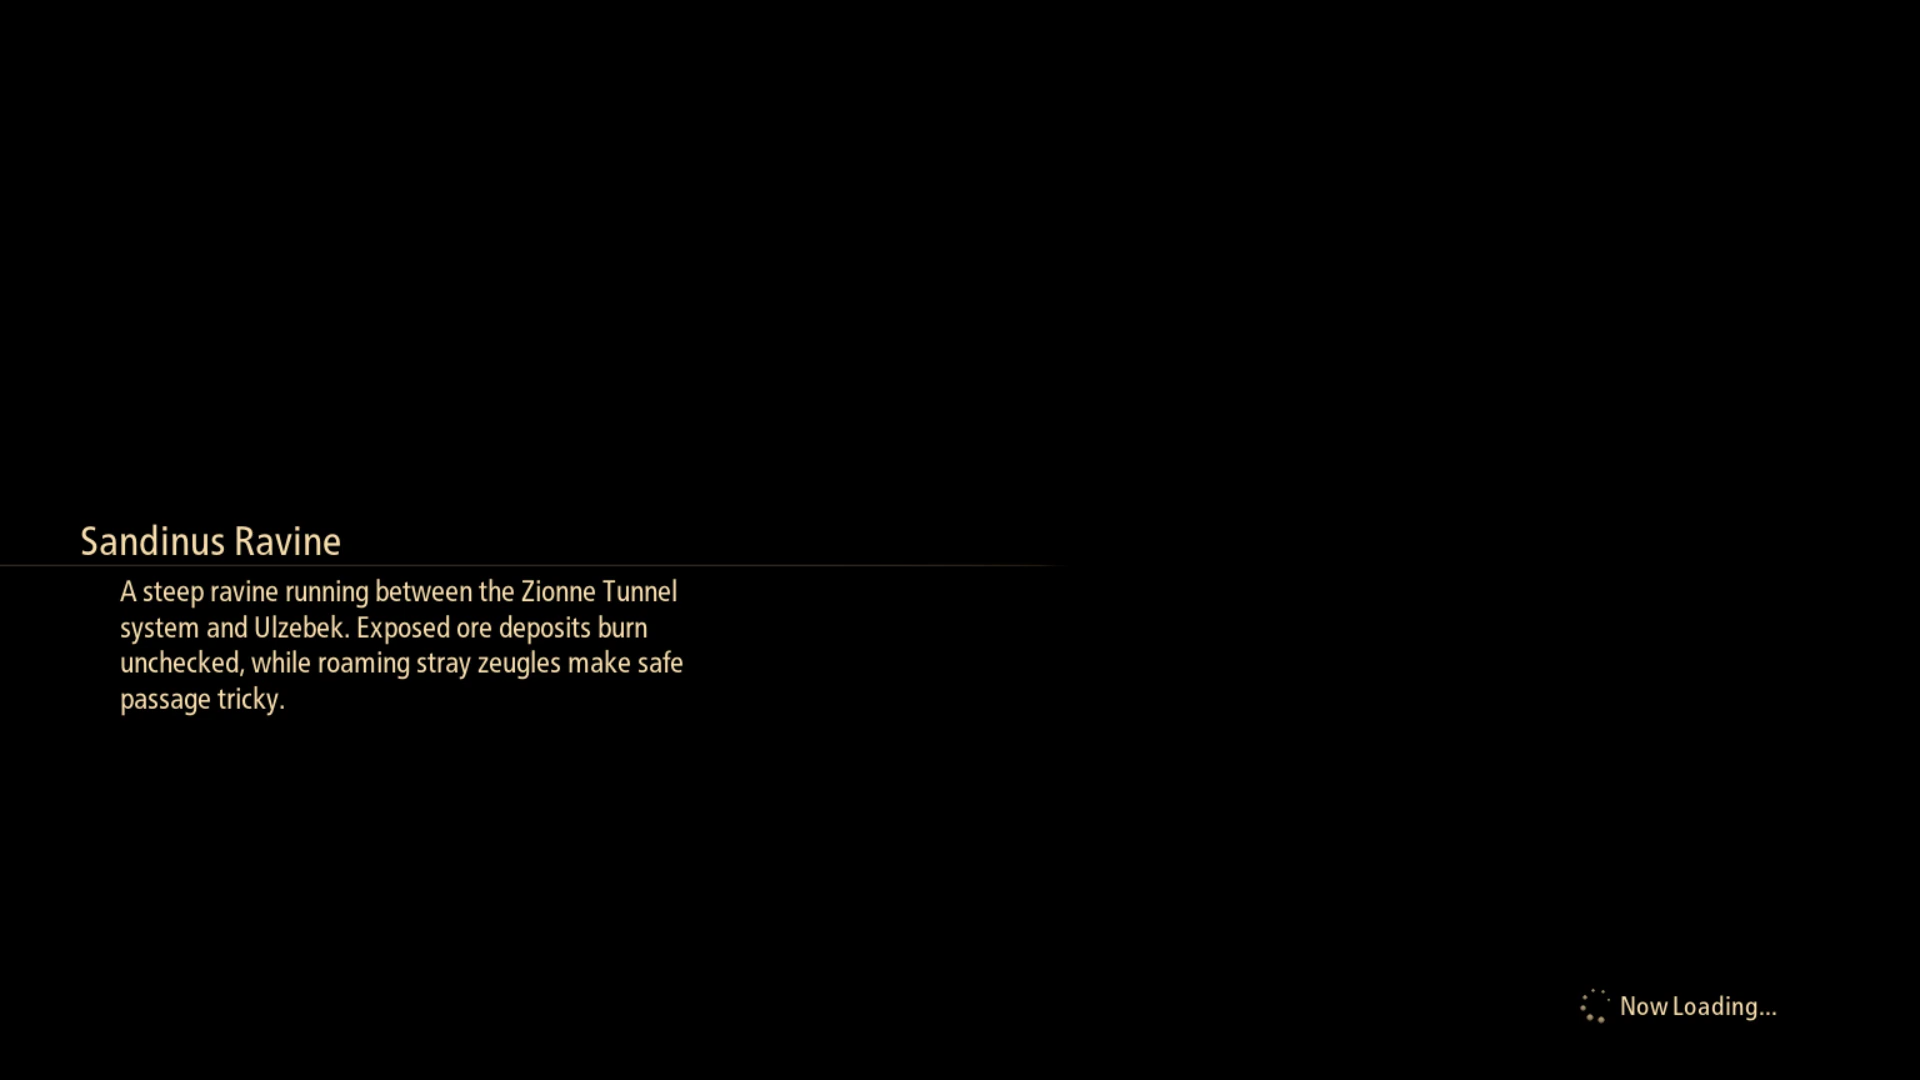 Sandinus Ravine
A steep ravine running between the Zionne Tunnel
system and Ulzebek. Exposed ore deposits burn
unchecked, while roaming stray zeugles make safe
passage tricky.
Now Loading...